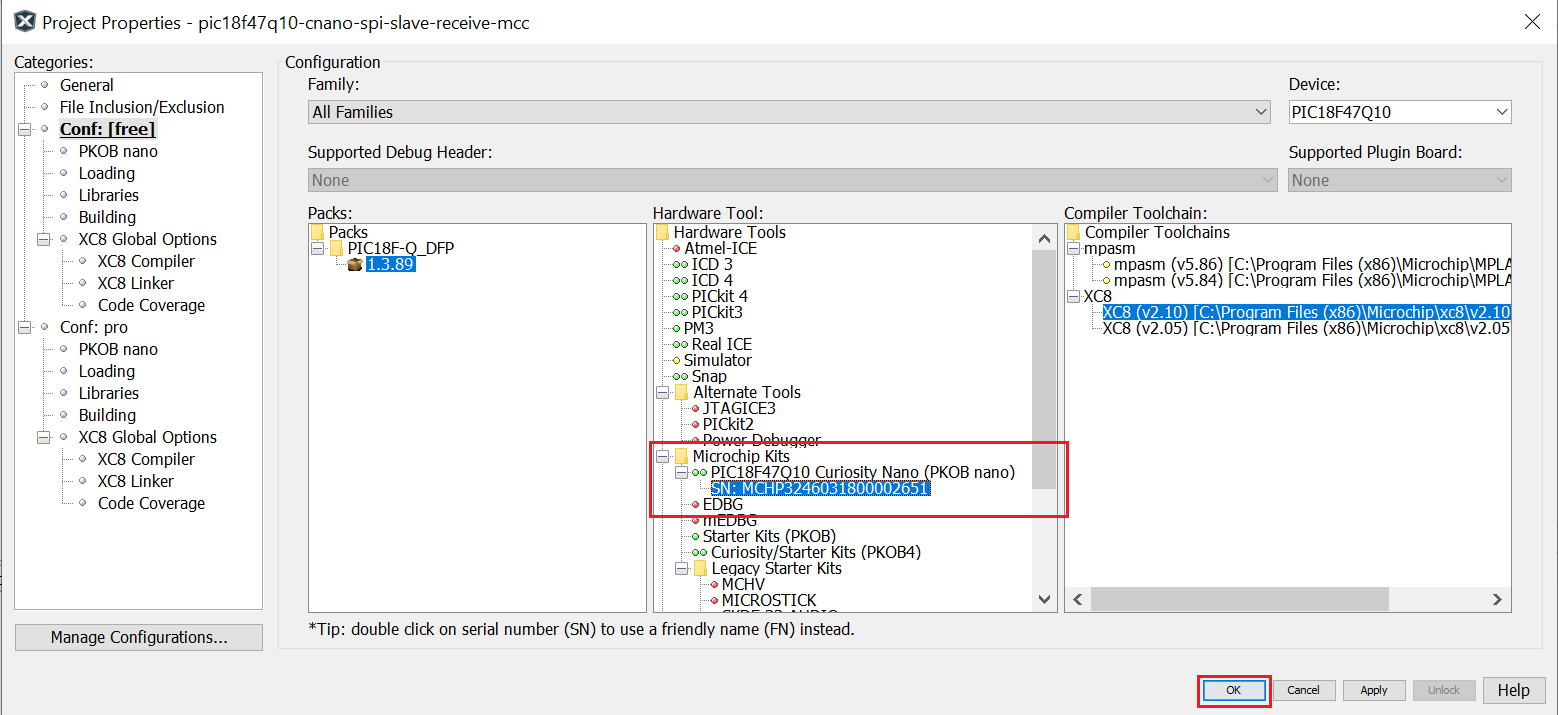 Project Properties - pic18f47q10-cnano-spi-slave-receive-mcc
Categories:
General
File Inclusion/Exclusion
Conf: [free]
PKOB nano
Loading
Libraries
Building
XC8 Global Options
XC8 Compiler
XC8 Linker
Code Coverage
Conf: pro
PKOB nano
Loading
Libraries
Building
XC8 Global Options
XC8 Compiler
XC8 Linker
Code Coverage
Manage Configurations...
Configuration
Family:
All Families
Device:
PIC18F47Q10
Supported Debug Header:
None
Supported Plugin Board:
None
Packs:
Packs
PIC18F-Q_DFP
1.3.89
Hardware Tool:
Hardware Tools
Atmel-ICE
ICD 3
ICD 4
PICkit 4
PICkit3
PM3
Real ICE
Simulator
Snap
Alternate Tools
JTAGICE3
PICkit2
Power Debugger
Microchip Kits
PIC18F47Q10 Curiosity Nano (PKOB nano)
SN: MCHP3246031800002651
EDBG
mEDBG
Starter Kits (PKOB)
Curiosity/Starter Kits (PKOB4)
Legacy Starter Kits
MCHV
MICROSTICK
Compiler Toolchain:
Compiler Toolchains
mpasm
mpasm (v5.86) [C:\Program Files (x86)\Microchip\MPLA
mpasm (v5.84) [C:\Program Files (x86)\Microchip\MPLA
XC8
XC8 (v2.10) [C:\Program Files (x86)\Microchip\xc8\v2.10
XC8 (v2.05) [C:\Program Files (x86)\Microchip\xc8\v2.05
*Tip: double click on serial number (SN) to use a friendly name (FN) instead.
OK
Cancel
Apply
Unlock
Help